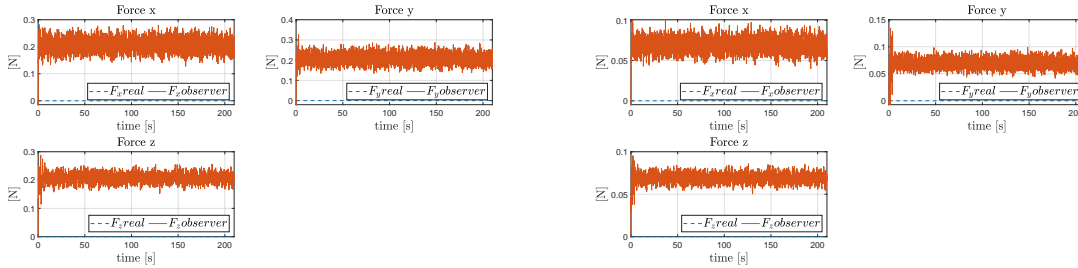 Force x
0.3
0.2
0.1
0
[N]
0 50 100 150 200
time [s]
F_x real F_x observer
Force y
0.4
0.3
0.2
0.1
0
[N]
0 50 100 150 200
time [s]
F_y real F_y observer
Force z
0.3
0.2
0.1
0
[N]
0 50 100 150 200
time [s]
F_z real F_z observer
Force x
0.1
0.05
0
[N]
0 50 100 150 200
time [s]
F_x real F_x observer
Force y
0.15
0.1
0.05
0
[N]
0 50 100 150 200
time [s]
F_y real F_y observer
Force z
0.1
0.05
0
[N]
0 50 100 150 200
time [s]
F_z real F_z observer